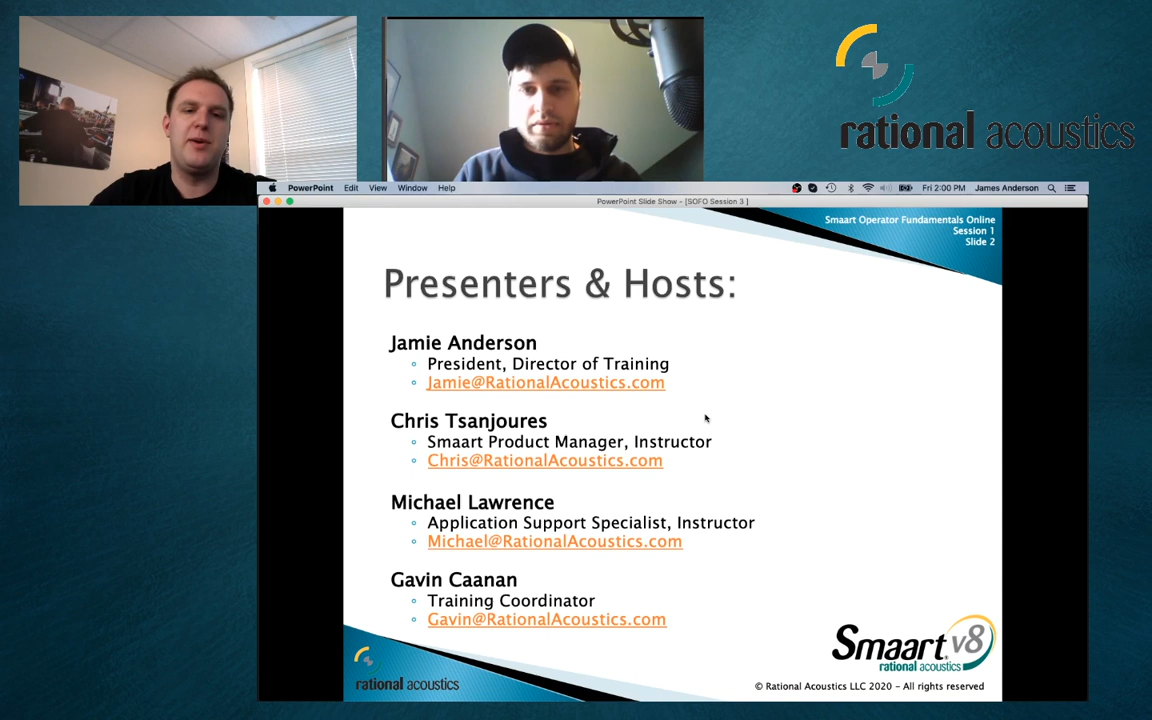 rational acoustics
PowerPoint Edit View Window Help Fri 2:00 PM James Anderson
PowerPoint Slide Show - [SOFO Session 3 ]
Smaart Operator Fundamentals Online
Session 1
Slide 2
Presenters & Hosts:
Jamie Anderson
President, Director of Training
Jamie@RationalAcoustics.com
Chris Tsanjoures
Smaart Product Manager, Instructor
Chris@RationalAcoustics.com
Michael Lawrence
Application Support Specialist, Instructor
Michael@RationalAcoustics.com
Gavin Caanan
Training Coordinator
Gavin@RationalAcoustics.com
Smaart v8
rational acoustics
rational acoustics
© Rational Acoustics LLC 2020 - All rights reserved